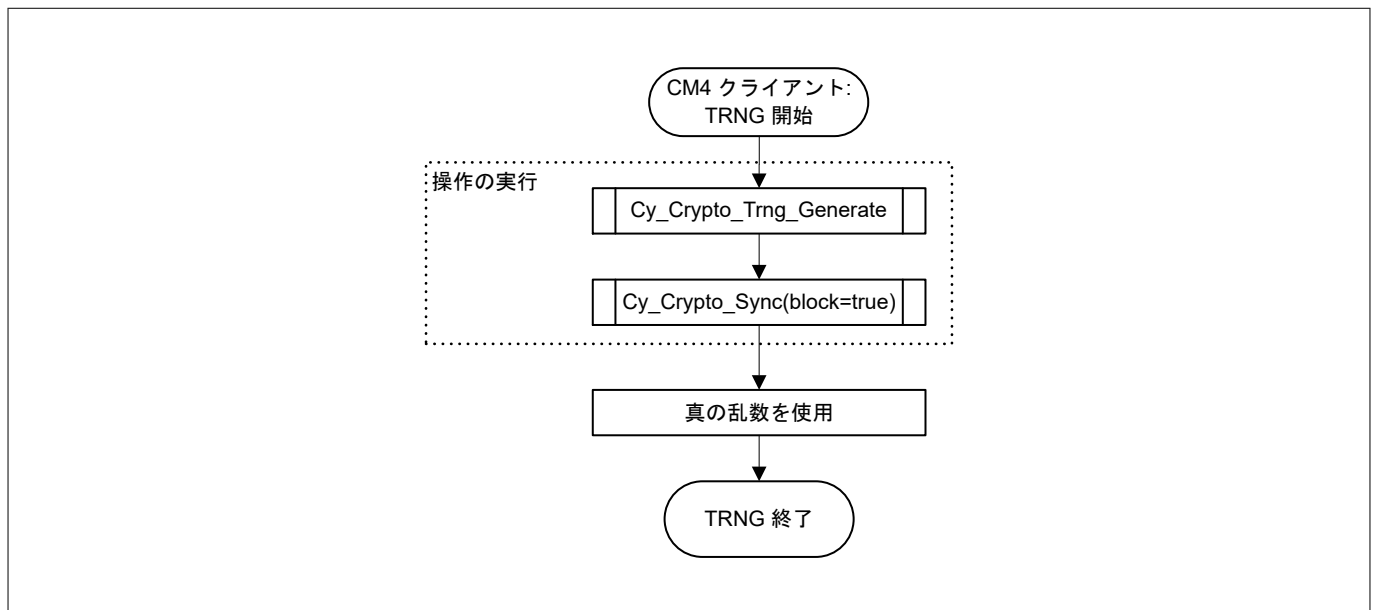 CM4 クライアント:
TRNG 開始
操作の実行
Cy_Crypto_Trng_Generate
Cy_Crypto_Sync(block=true)
真の乱数を使用
TRNG 終了